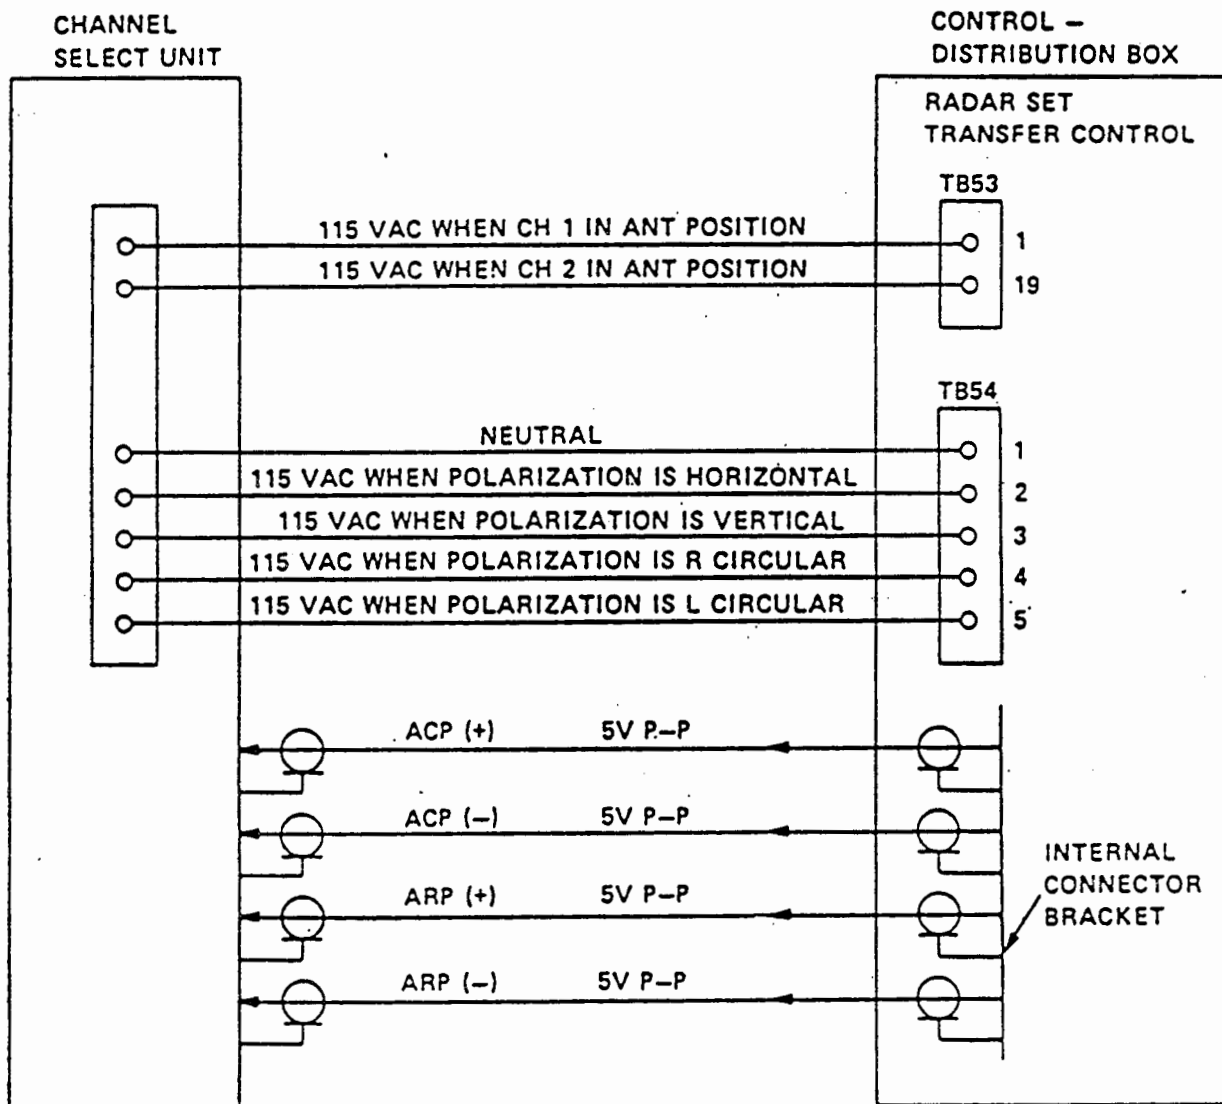 CHANNEL
SELECT UNIT
CONTROL –
DISTRIBUTION BOX
RADAR SET
TRANSFER CONTROL
TB53
115 VAC WHEN CH 1 IN ANT POSITION
1
115 VAC WHEN CH 2 IN ANT POSITION
19
TB54
NEUTRAL
1
115 VAC WHEN POLARIZATION IS HORIZONTAL
2
115 VAC WHEN POLARIZATION IS VERTICAL
3
115 VAC WHEN POLARIZATION IS R CIRCULAR
4
115 VAC WHEN POLARIZATION IS L CIRCULAR
5
ACP (+) 5V P–P
ACP (–) 5V P–P
ARP (+) 5V P–P
ARP (–) 5V P–P
INTERNAL
CONNECTOR
BRACKET